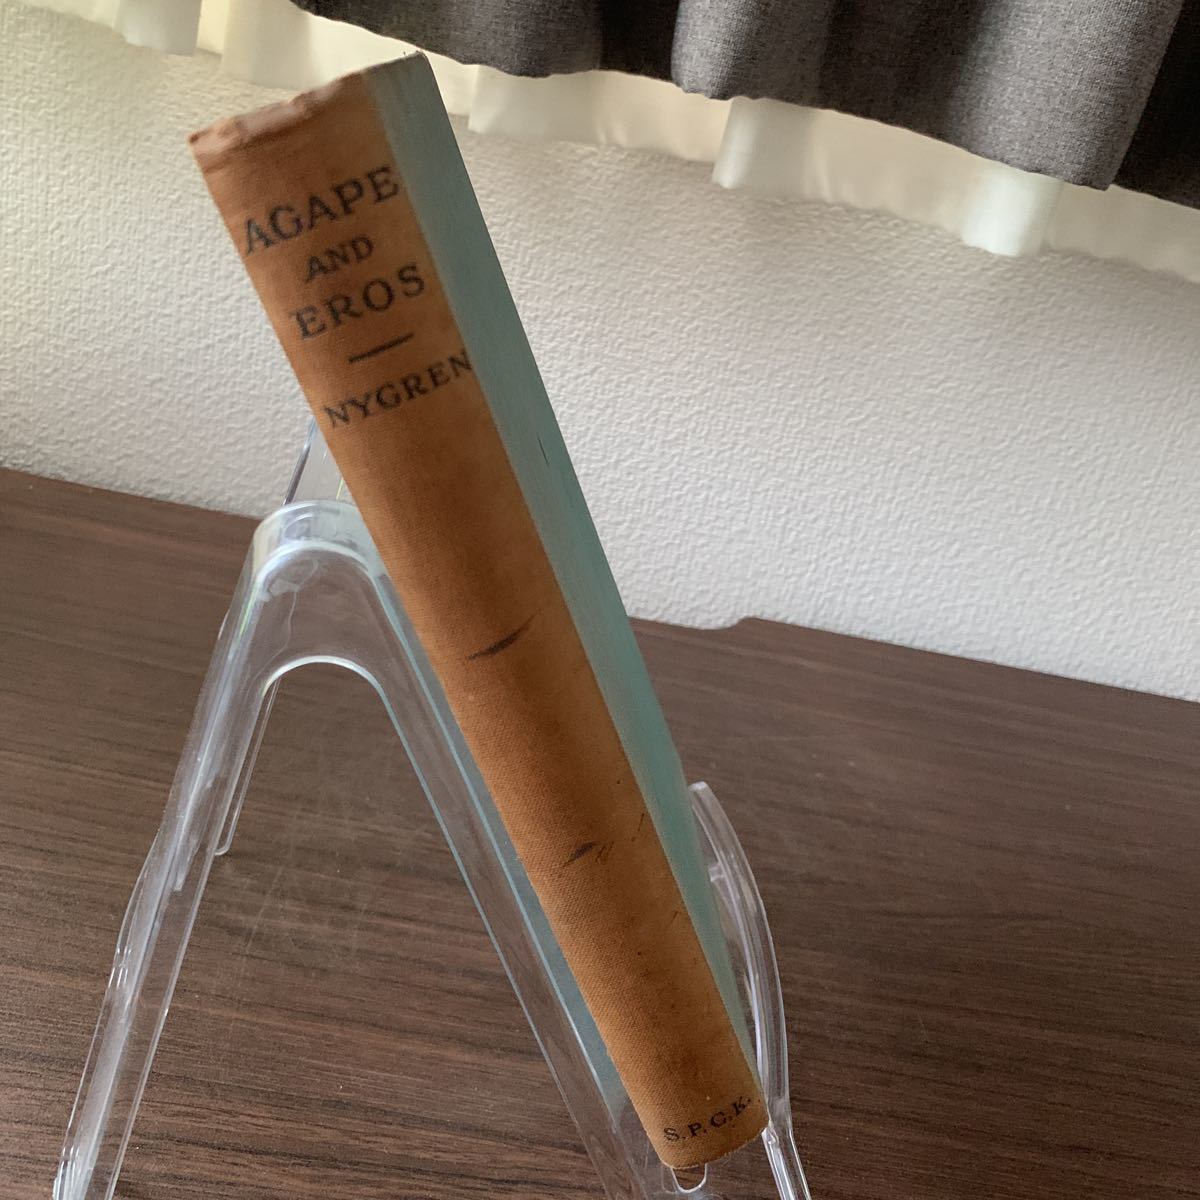 AGAPE
AND
EROS
NYGREN
S.P.C.K.